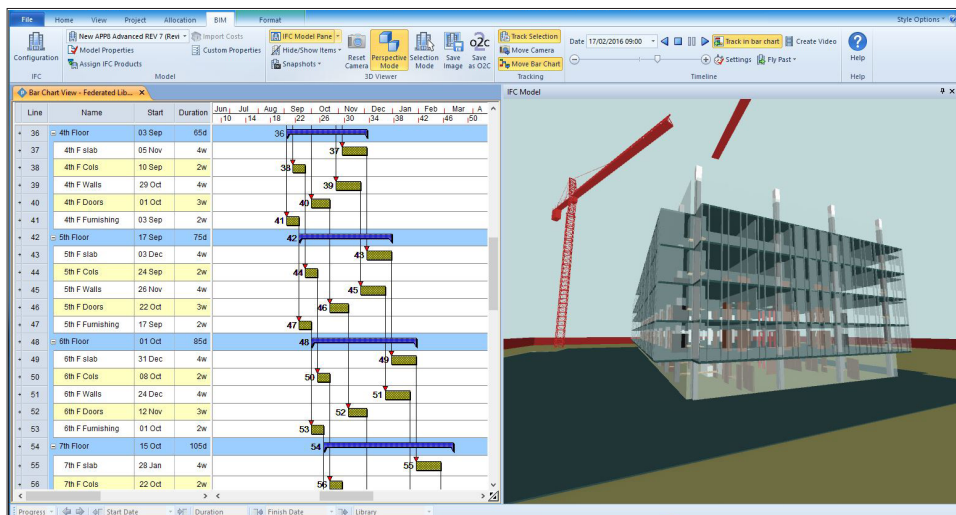 File Home View Project Allocation BIM Format Style Options
Configuration
IFC
New APP8 Advanced REV 7 (Revi
Model Properties
Assign IFC Products
Import Costs
Custom Properties
Model
IFC Model Pane
Hide/Show Items
Snapshots
Reset Camera
Perspective Mode
Selection Mode
Save Image
o2c
Save as O2C
3D Viewer
Track Selection
Move Camera
Move Bar Chart
Tracking
Date 17/02/2016 09:00 Track in bar chart Create Video
Settings Fly Past
Timeline
Help
Help
Bar Chart View - Federated Lib... X
IFC Model
Line Name Start Duration
Jun Jul Aug Sep Oct Nov Dec Jan Feb Mar A
10 14 18 22 26 30 34 38 42 46 50
36 4th Floor 03 Sep 65d 36
37 4th F slab 05 Nov 4w 37
38 4th F Cols 10 Sep 2w 38
39 4th F Walls 29 Oct 4w 39
40 4th F Doors 01 Oct 3w 40
41 4th F Furnishing 03 Sep 2w 41
42 5th Floor 17 Sep 75d 42
43 5th F slab 03 Dec 4w 43
44 5th F Cols 24 Sep 2w 44
45 5th F Walls 26 Nov 4w 45
46 5th F Doors 22 Oct 3w 46
47 5th F Furnishing 17 Sep 2w 47
48 6th Floor 01 Oct 85d 48
49 6th F slab 31 Dec 4w 49
50 6th F Cols 08 Oct 2w 50
51 6th F Walls 24 Dec 4w 51
52 6th F Doors 12 Nov 3w 52
53 6th F Furnishing 01 Oct 2w 53
54 7th Floor 15 Oct 105d 54
55 7th F slab 28 Jan 4w 55
56 7th F Cols 22 Oct 2w 56
Progress Start Date Duration Finish Date Library